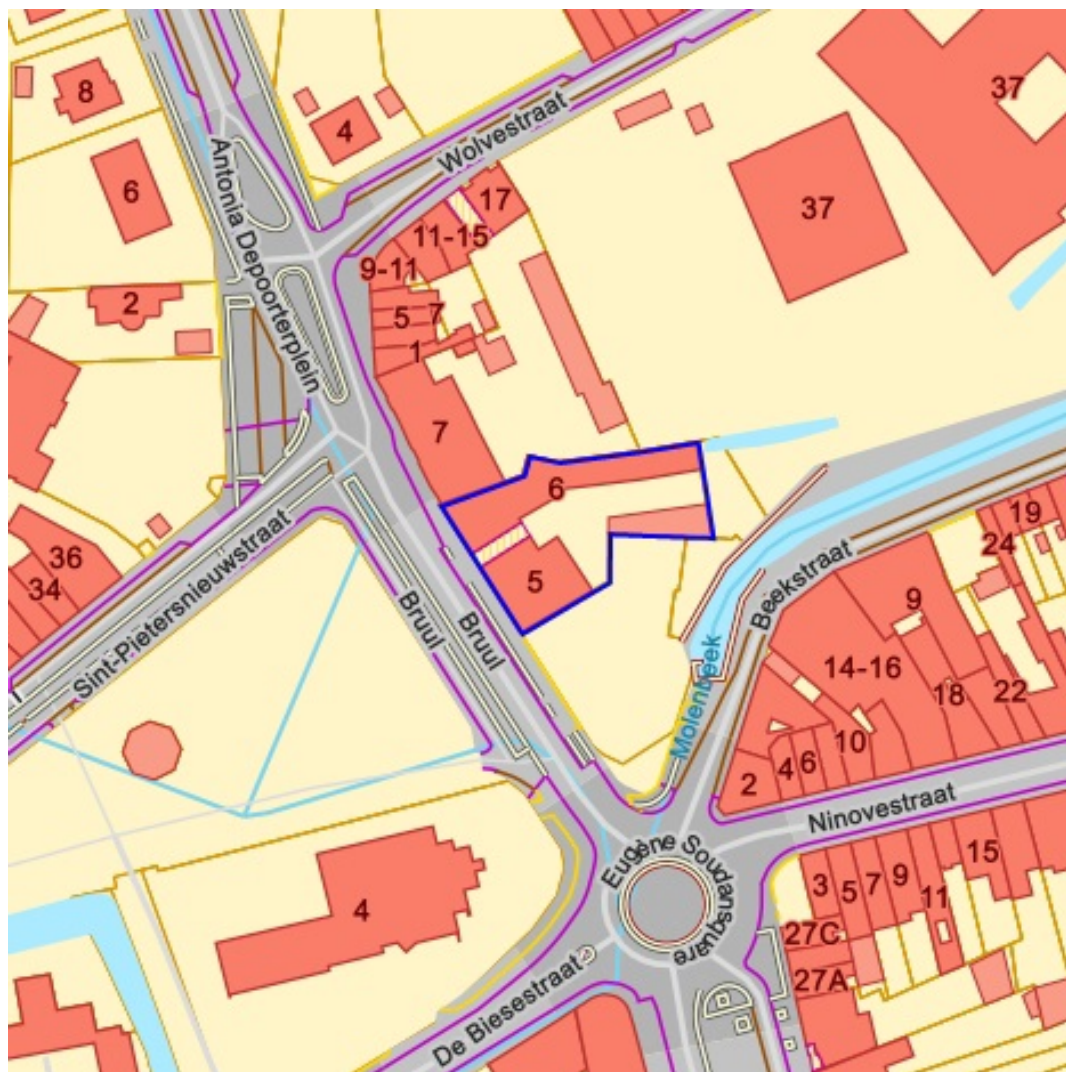 37
8
4
Wolvestraat
6
Antonia Depoorterplein
17
37
11-15
9-11
2
5
7
1
7
6
19
24
36
34
Sint-Pietersnieuwstraat
Bruul
Bruul
5
Beekstraat
9
14-16
18
22
Molenbeek
10
2
4
6
Ninovestraat
Eugène Soudansquare
15
4
3
5
7
9
11
27C
27A
De Biesestraat